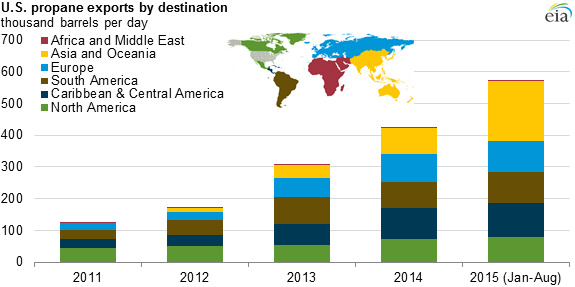 U.S. propane exports by destination
thousand barrels per day
eia
700
600
500
400
300
200
100
0
Africa and Middle East
Asia and Oceania
Europe
South America
Caribbean & Central America
North America
2011
2012
2013
2014
2015 (Jan-Aug)